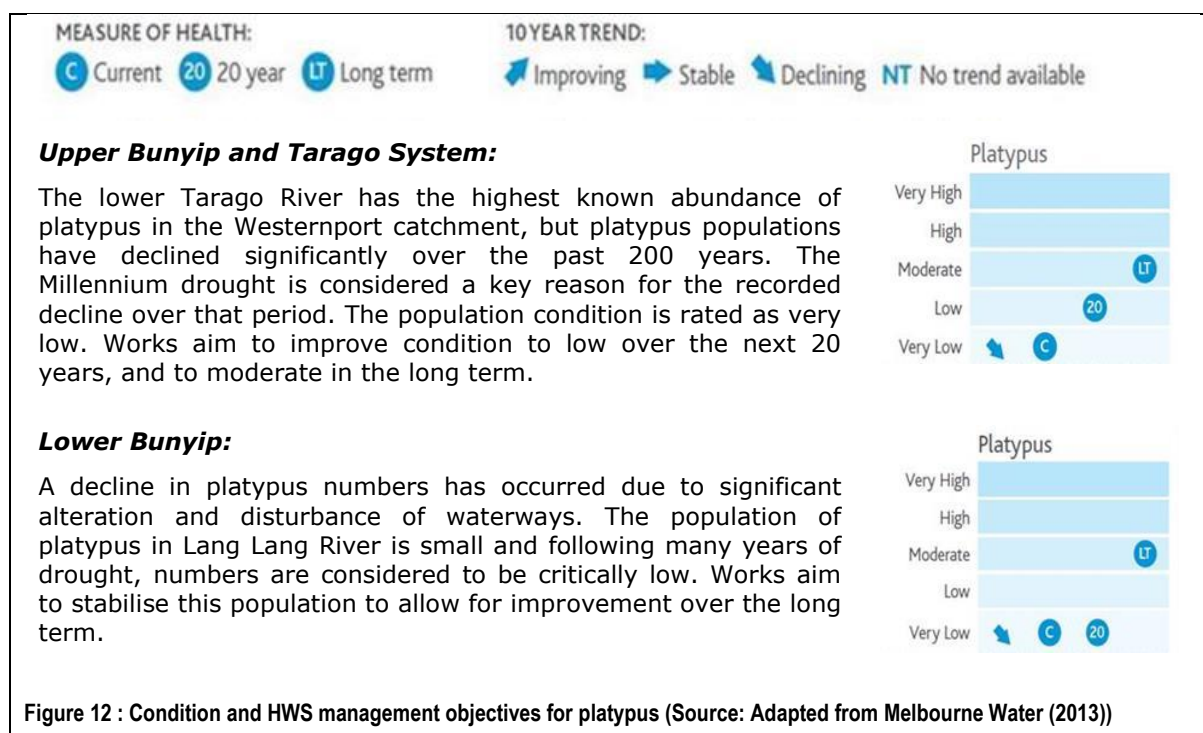 MEASURE OF HEALTH:
C Current 20 20 year LT Long term
10 YEAR TREND:
Improving Stable Declining NT No trend available
Upper Bunyip and Tarago System:
The lower Tarago River has the highest known abundance of
platypus in the Westernport catchment, but platypus populations
have declined significantly over the past 200 years. The
Millennium drought is considered a key reason for the recorded
decline over that period. The population condition is rated as very
low. Works aim to improve condition to low over the next 20
years, and to moderate in the long term.
Platypus
Very High
High
Moderate LT
Low 20
Very Low C
Lower Bunyip:
A decline in platypus numbers has occurred due to significant
alteration and disturbance of waterways. The population of
platypus in Lang Lang River is small and following many years of
drought, numbers are considered to be critically low. Works aim
to stabilise this population to allow for improvement over the long
term.
Platypus
Very High
High
Moderate LT
Low
Very Low C 20
Figure 12 : Condition and HWS management objectives for platypus (Source: Adapted from Melbourne Water (2013))